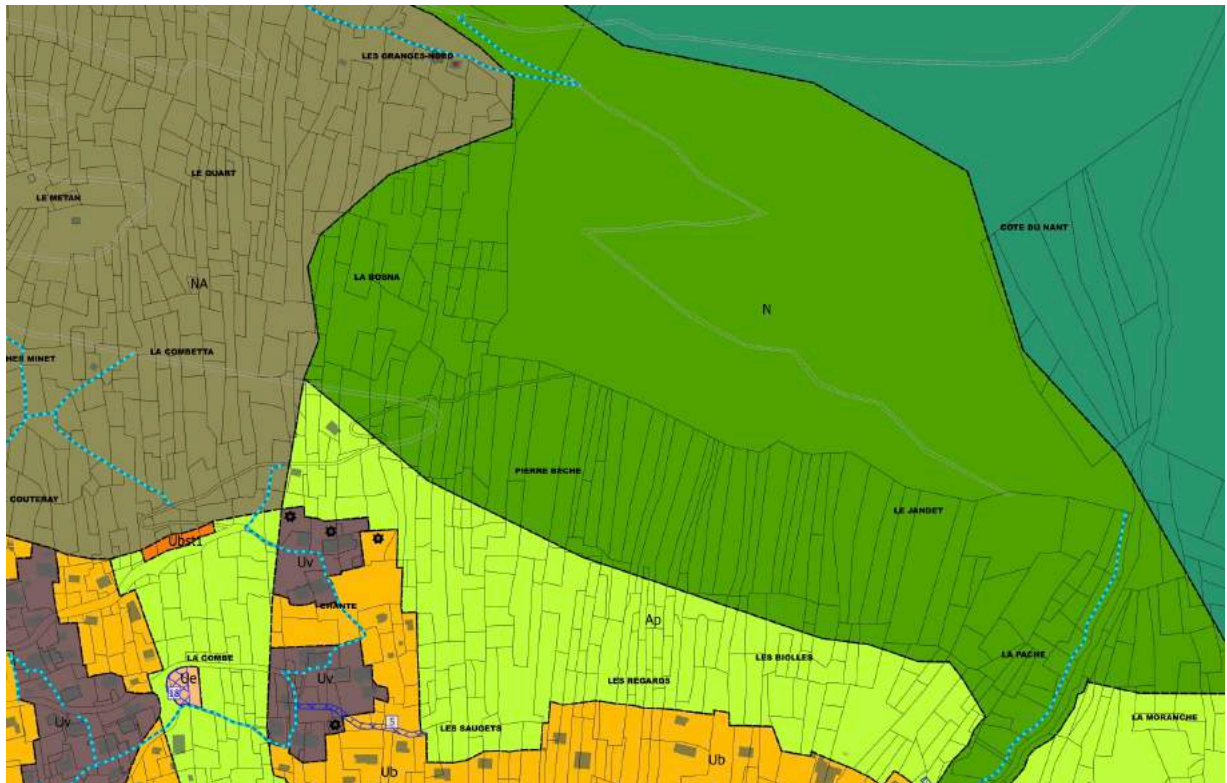 LES GRANGES-NORD
LE QUART
LE METAN
COTE DU NANT
LA BOSNA
NA
N
LA COMBETTA
HES MINET
PIERRE BECHE
COUTERAY
LE JANDET
Ubst1
Uv
CHANTE
Ap
LA COMBE
LES BIOLLES
LA PACHE
Ue
Uv
LES REGARDS
18
Uv
5
LES SAUGETS
LA MORANCHE
Ub
Ub